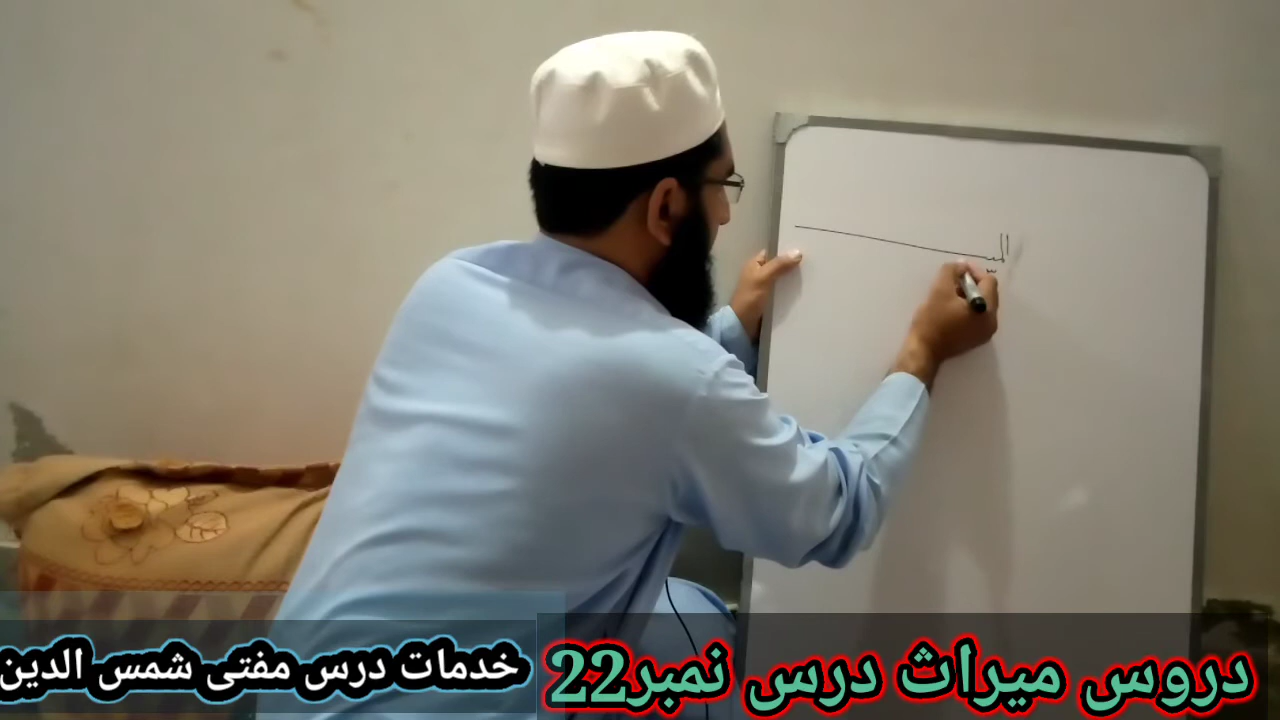 دروس میراث درس نمبر22
خدمات درس مفتی شمس الدین